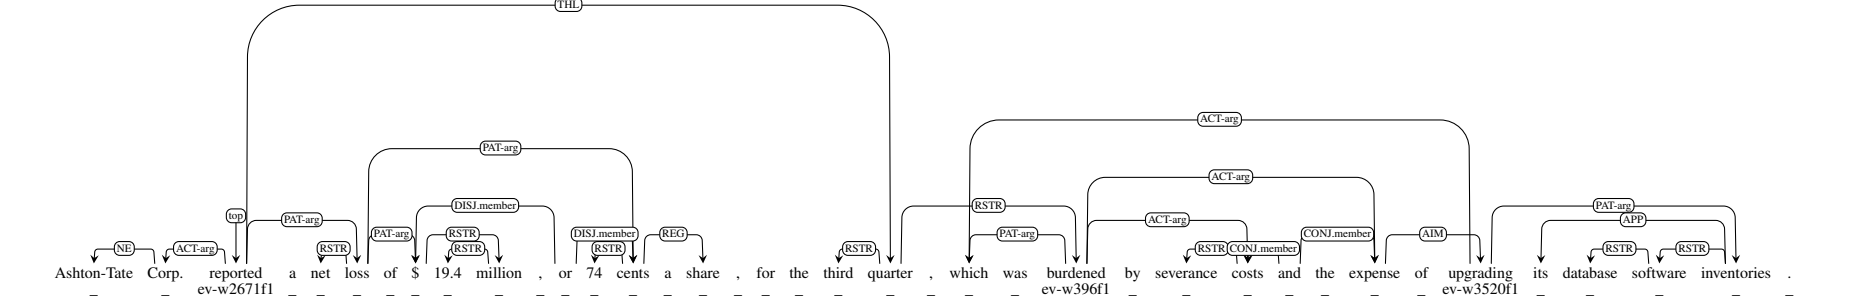 THL
ACT-arg
PAT-arg
ACT-arg
top DISJ.member RSTR PAT-arg
PAT-arg ACT-arg APP
PAT-arg RSTR DISJ.member REG PAT-arg CONJ.member AIM
NE ACT-arg RSTR RSTR RSTR RSTR RSTR CONJ.member RSTR RSTR
Ashton-Tate Corp. reported a net loss of $ 19.4 million , or 74 cents a share , for the third quarter , which was burdened by severance costs and the expense of upgrading its database software inventories .
ev-w2671f1 ev-w396f1 ev-w3520f1